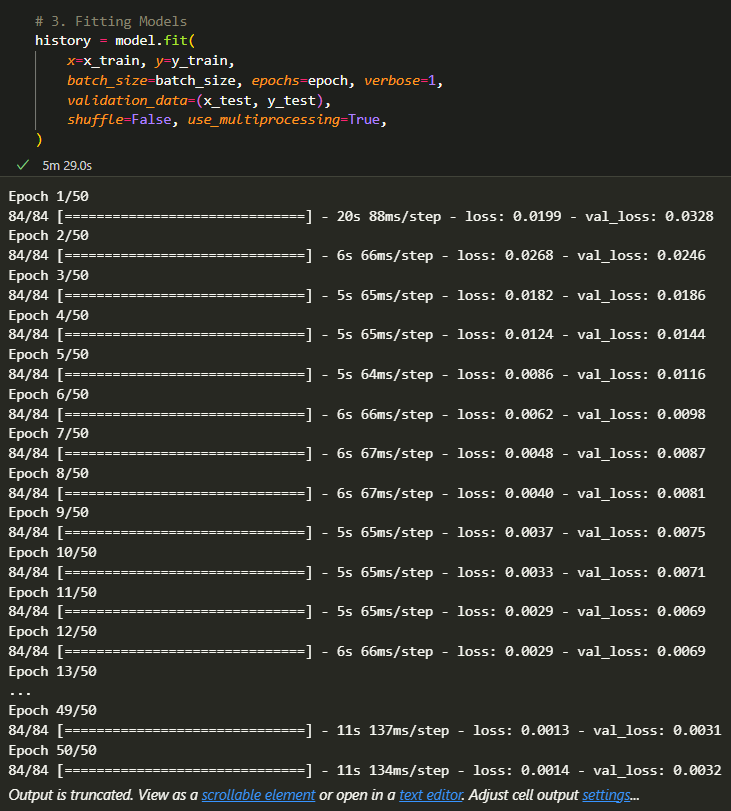 # 3. Fitting Models
history = model.fit(
x=x_train, y=y_train,
batch_size=batch_size, epochs=epoch, verbose=1,
validation_data=(x_test, y_test),
shuffle=False, use_multiprocessing=True,
)
✓ 5m 29.0s
Epoch 1/50
84/84 [==============================] - 20s 88ms/step - loss: 0.0199 - val_loss: 0.0328
Epoch 2/50
84/84 [==============================] - 6s 66ms/step - loss: 0.0268 - val_loss: 0.0246
Epoch 3/50
84/84 [==============================] - 5s 65ms/step - loss: 0.0182 - val_loss: 0.0186
Epoch 4/50
84/84 [==============================] - 5s 65ms/step - loss: 0.0124 - val_loss: 0.0144
Epoch 5/50
84/84 [==============================] - 5s 64ms/step - loss: 0.0086 - val_loss: 0.0116
Epoch 6/50
84/84 [==============================] - 6s 66ms/step - loss: 0.0062 - val_loss: 0.0098
Epoch 7/50
84/84 [==============================] - 6s 67ms/step - loss: 0.0048 - val_loss: 0.0087
Epoch 8/50
84/84 [==============================] - 6s 67ms/step - loss: 0.0040 - val_loss: 0.0081
Epoch 9/50
84/84 [==============================] - 5s 65ms/step - loss: 0.0037 - val_loss: 0.0075
Epoch 10/50
84/84 [==============================] - 5s 65ms/step - loss: 0.0033 - val_loss: 0.0071
Epoch 11/50
84/84 [==============================] - 5s 65ms/step - loss: 0.0029 - val_loss: 0.0069
Epoch 12/50
84/84 [==============================] - 6s 66ms/step - loss: 0.0029 - val_loss: 0.0069
Epoch 13/50
...
Epoch 49/50
84/84 [==============================] - 11s 137ms/step - loss: 0.0013 - val_loss: 0.0031
Epoch 50/50
84/84 [==============================] - 11s 134ms/step - loss: 0.0014 - val_loss: 0.0032
Output is truncated. View as a scrollable element or open in a text editor. Adjust cell output settings...